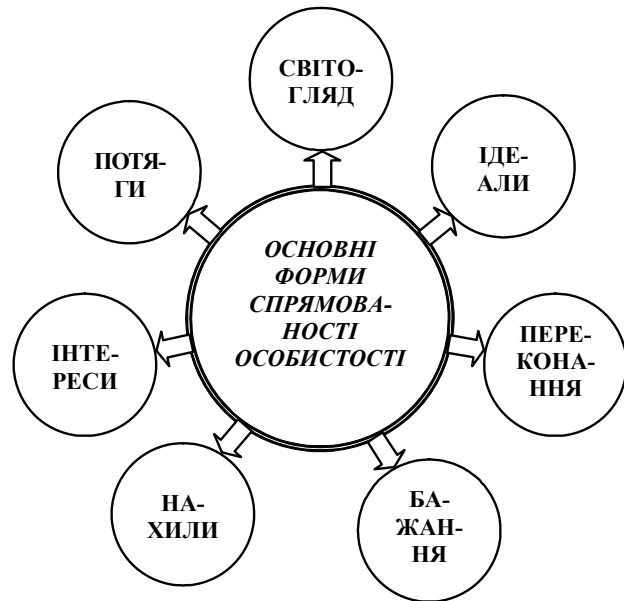 СВІТО-
ГЛЯД
ПОТЯ-
ГИ
ІДЕ-
АЛИ
ОСНОВНІ
ФОРМИ
СПРЯМОВА-
НОСТІ
ОСОБИСТОСТІ
ІНТЕ-
РЕСИ
ПЕРЕ-
КОНА-
ННЯ
НА-
ХИЛИ
БА-
ЖАН-
НЯ